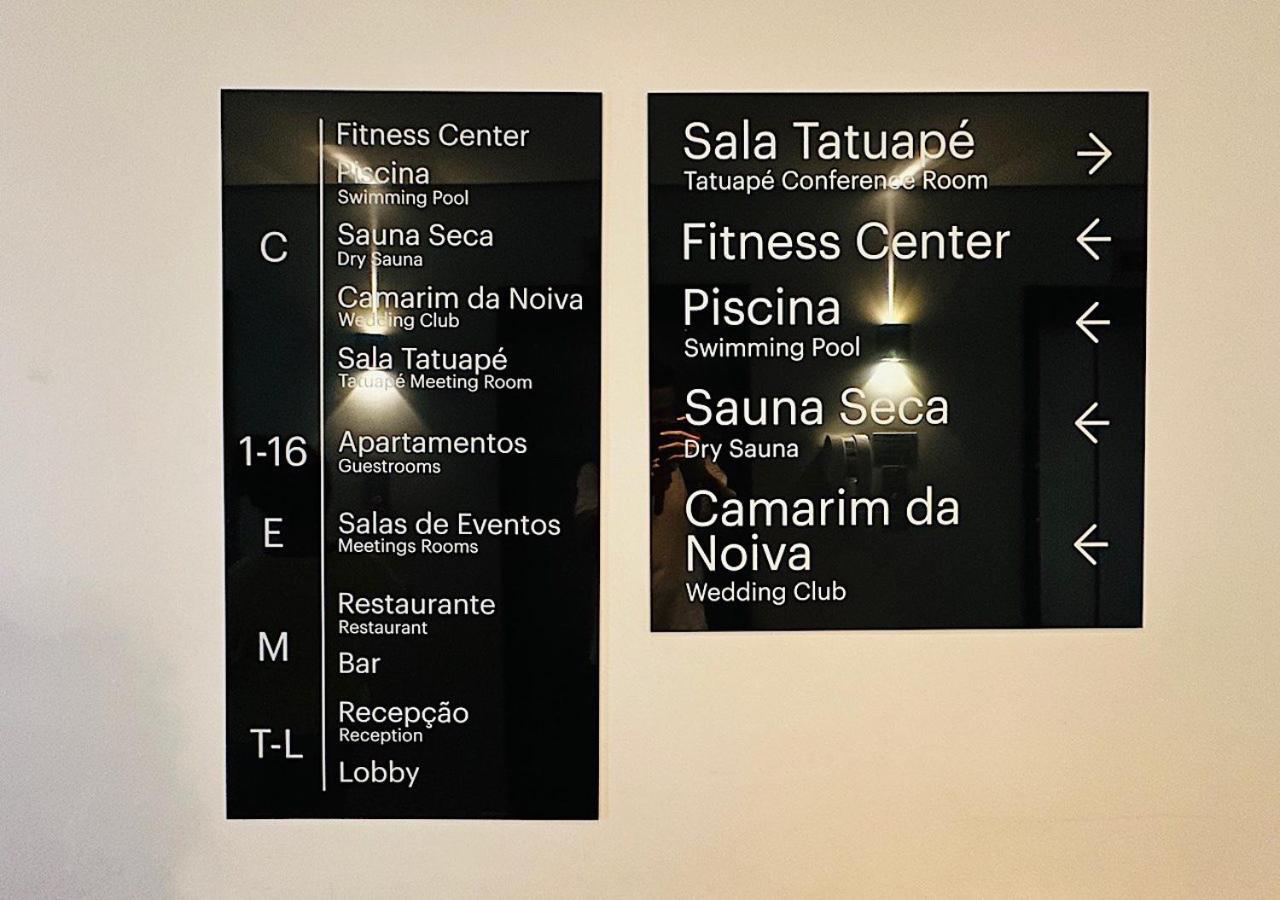 Fitness Center
Piscina
Swimming Pool
C
Sauna Seca
Dry Sauna
Camarim da Noiva
Wedding Club
Sala Tatuapé
Tatuapé Meeting Room
1-16
Apartamentos
Guestrooms
E
Salas de Eventos
Meetings Rooms
M
Restaurante
Restaurant
Bar
T-L
Recepção
Reception
Lobby
Sala Tatuapé →
Tatuapé Conference Room
Fitness Center ←
Piscina ←
Swimming Pool
Sauna Seca ←
Dry Sauna
Camarim da
Noiva ←
Wedding Club